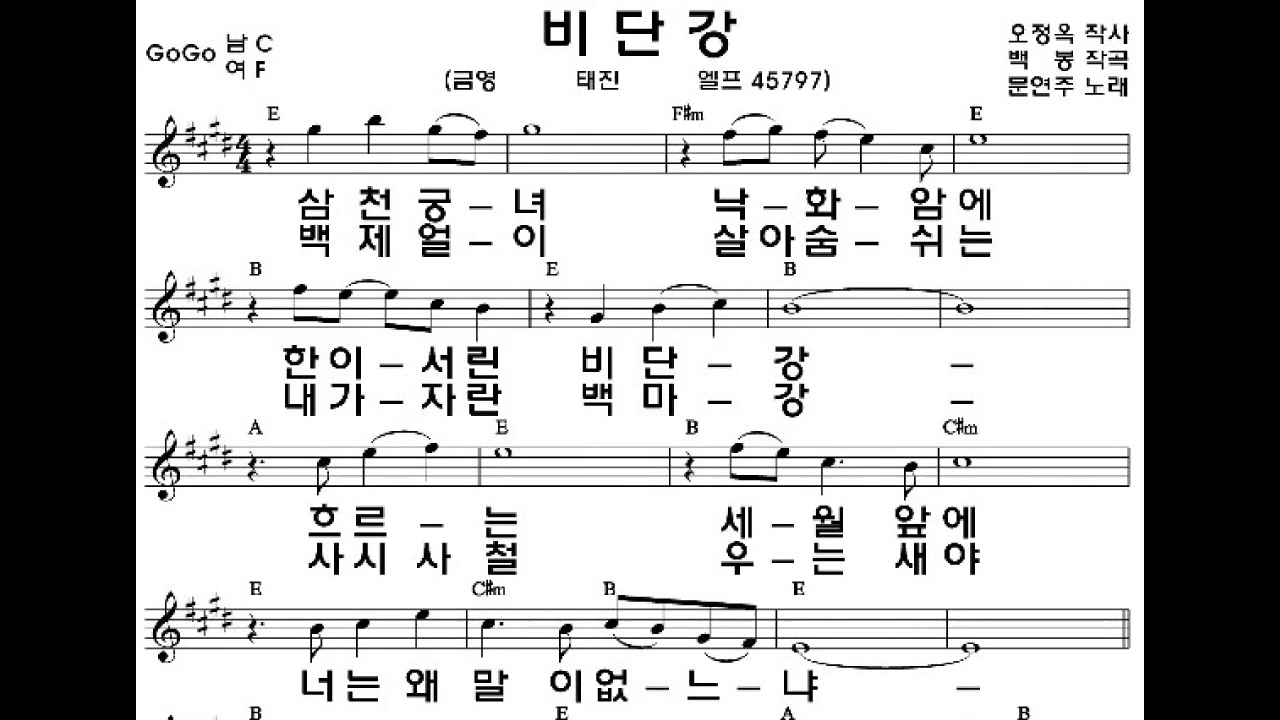 비 단 강
GoGo 남 C
여 F
오정옥 작사
백 봉 작곡
문연주 노래
(금영 태진 엘프 45797)
E F#m E
삼 천 궁 – 녀 낙 – 화 – 암 에
백 제 얼 – 이 살 아 숨 – 쉬 는
B E B
한 이 – 서 린 비 단 – 강 –
내 가 – 자 란 백 마 – 강 –
A E B C#m
흐 르 – 는 세 – 월 앞 에
사 시 사 철 우 – 는 새 야
E C#m B E
너 는 왜 말 이 없 – 느 – 냐 –
B E A B